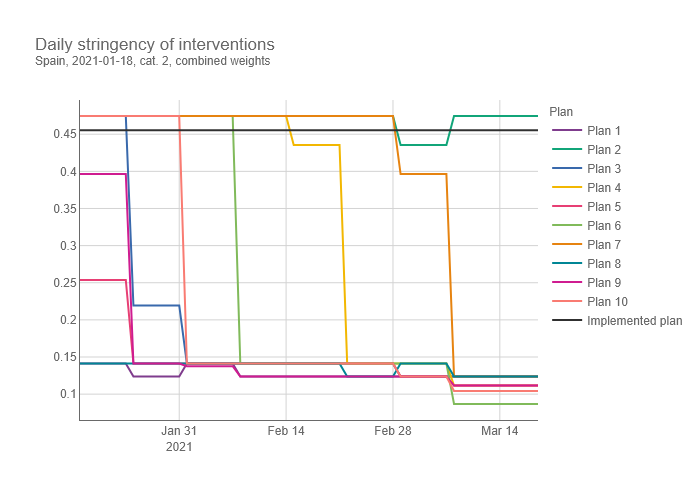 Daily stringency of interventions
Spain, 2021-01-18, cat. 2, combined weights
Plan
Plan 1
Plan 2
Plan 3
Plan 4
Plan 5
Plan 6
Plan 7
Plan 8
Plan 9
Plan 10
Implemented plan
0.45
0.4
0.35
0.3
0.25
0.2
0.15
0.1
Jan 31
2021
Feb 14
Feb 28
Mar 14